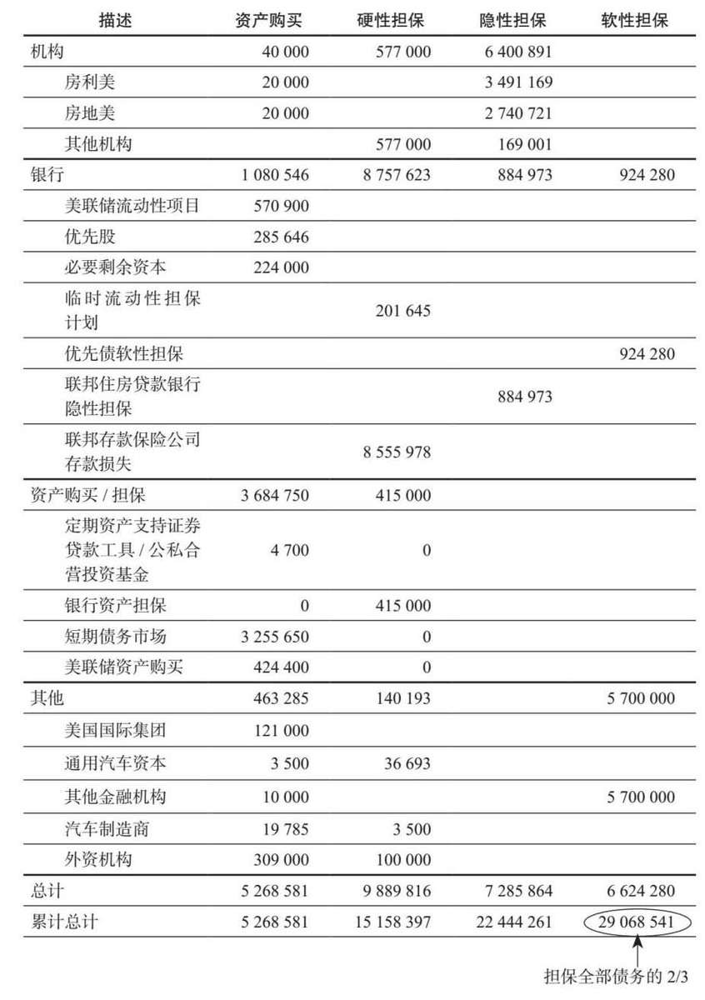 描述 资产购买 硬性担保 隐性担保 软性担保
机构 40 000 577 000 6 400 891
房利美 20 000 3 491 169
房地美 20 000 2 740 721
其他机构 577 000 169 001
银行 1 080 546 8 757 623 884 973 924 280
美联储流动性项目 570 900
优先股 285 646
必要剩余资本 224 000
临时流动性担保
计划 201 645
优先债软性担保 924 280
联邦住房贷款银行
隐性担保 884 973
联邦存款保险公司
存款损失 8 555 978
资产购买 / 担保 3 684 750 415 000
定期资产支持证券
贷款工具 / 公私合 4 700 0
营投资基金
银行资产担保 0 415 000
短期债务市场 3 255 650 0
美联储资产购买 424 400 0
其他 463 285 140 193 5 700 000
美国国际集团 121 000
通用汽车资本 3 500 36 693
其他金融机构 10 000 5 700 000
汽车制造商 19 785 3 500
外资机构 309 000 100 000
总计 5 268 581 9 889 816 7 285 864 6 624 280
累计总计 5 268 581 15 158 397 22 444 261 29 068 541
担保全部债务的 2/3